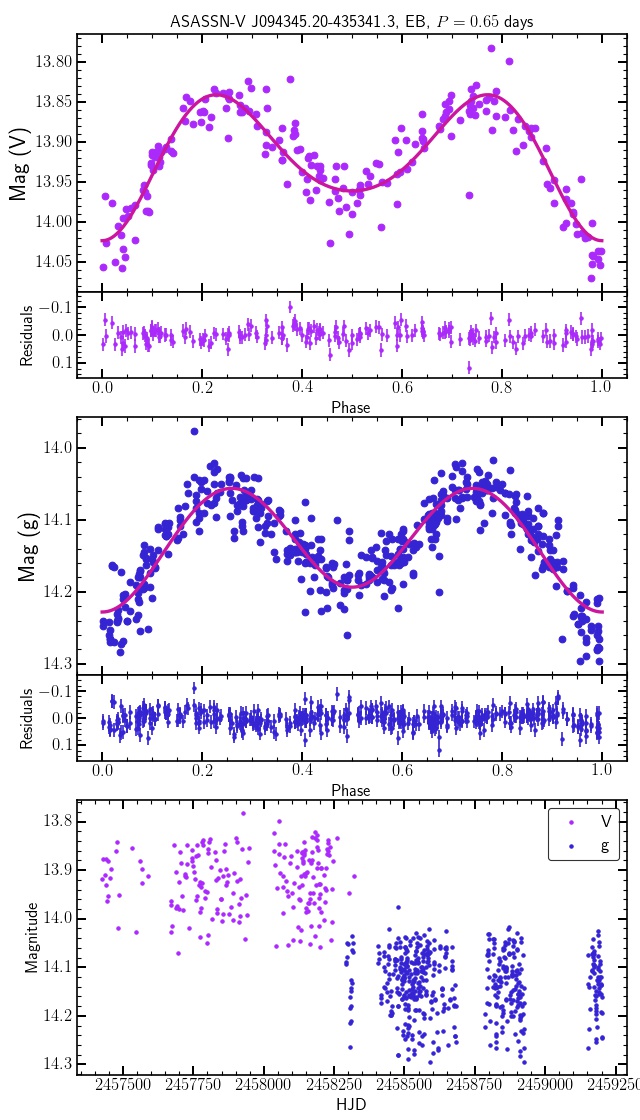 ASASSN-V J094345.20-435341.3, EB, P = 0.65 days
13.80
13.85
13.90
13.95
14.00
14.05
Mag (V)
−0.1
0.0
0.1
Residuals
0.0 0.2 0.4 0.6 0.8 1.0
Phase
14.0
14.1
14.2
14.3
Mag (g)
−0.1
0.0
0.1
Residuals
0.0 0.2 0.4 0.6 0.8 1.0
Phase
V
g
13.8
13.9
14.0
14.1
14.2
14.3
Magnitude
2457500 2457750 2458000 2458250 2458500 2458750 2459000 2459250
HJD